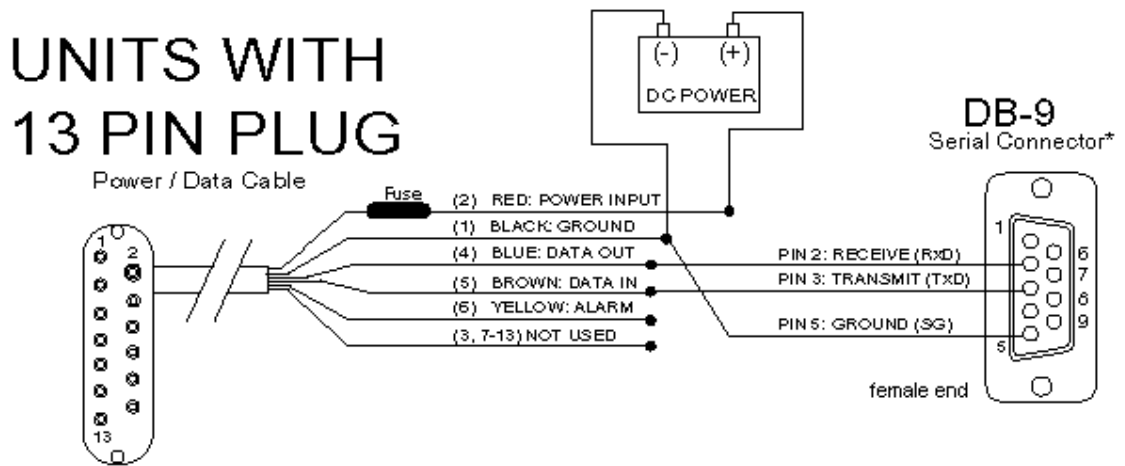 UNITS WITH
13 PIN PLUG
Power / Data Cable
(-) (+)
DC POWER
DB-9
Serial Connector*
Fuse
(2) RED: POWER INPUT
(1) BLACK: GROUND
(4) BLUE: DATA OUT
(5) BROWN: DATA IN
(6) YELLOW: ALARM
(3, 7-13) NOT USED
PIN 2: RECEIVE (RxD)
PIN 3: TRANSMIT (TxD)
PIN 5: GROUND (SG)
1
2
13
1
6
7
8
9
5
female end